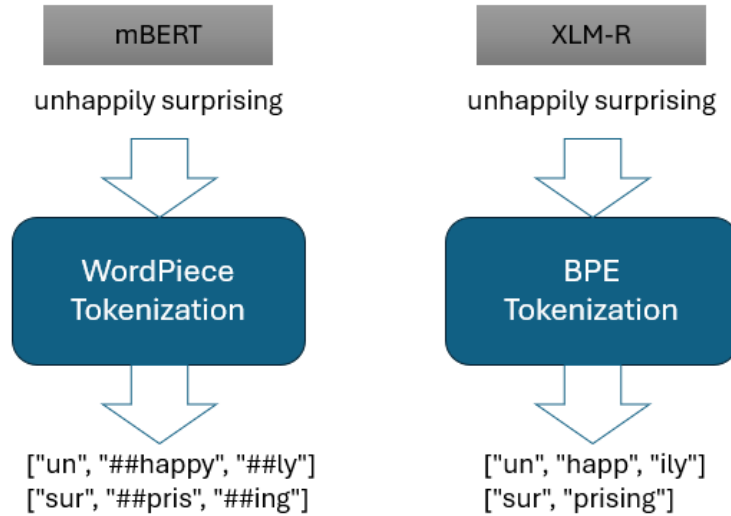 mBERT
unhappily surprising
WordPiece
Tokenization
["un", "##happy", "##ly"]
["sur", "##pris", "##ing"]
XLM-R
unhappily surprising
BPE
Tokenization
["un", "happ", "ily"]
["sur", "prising"]